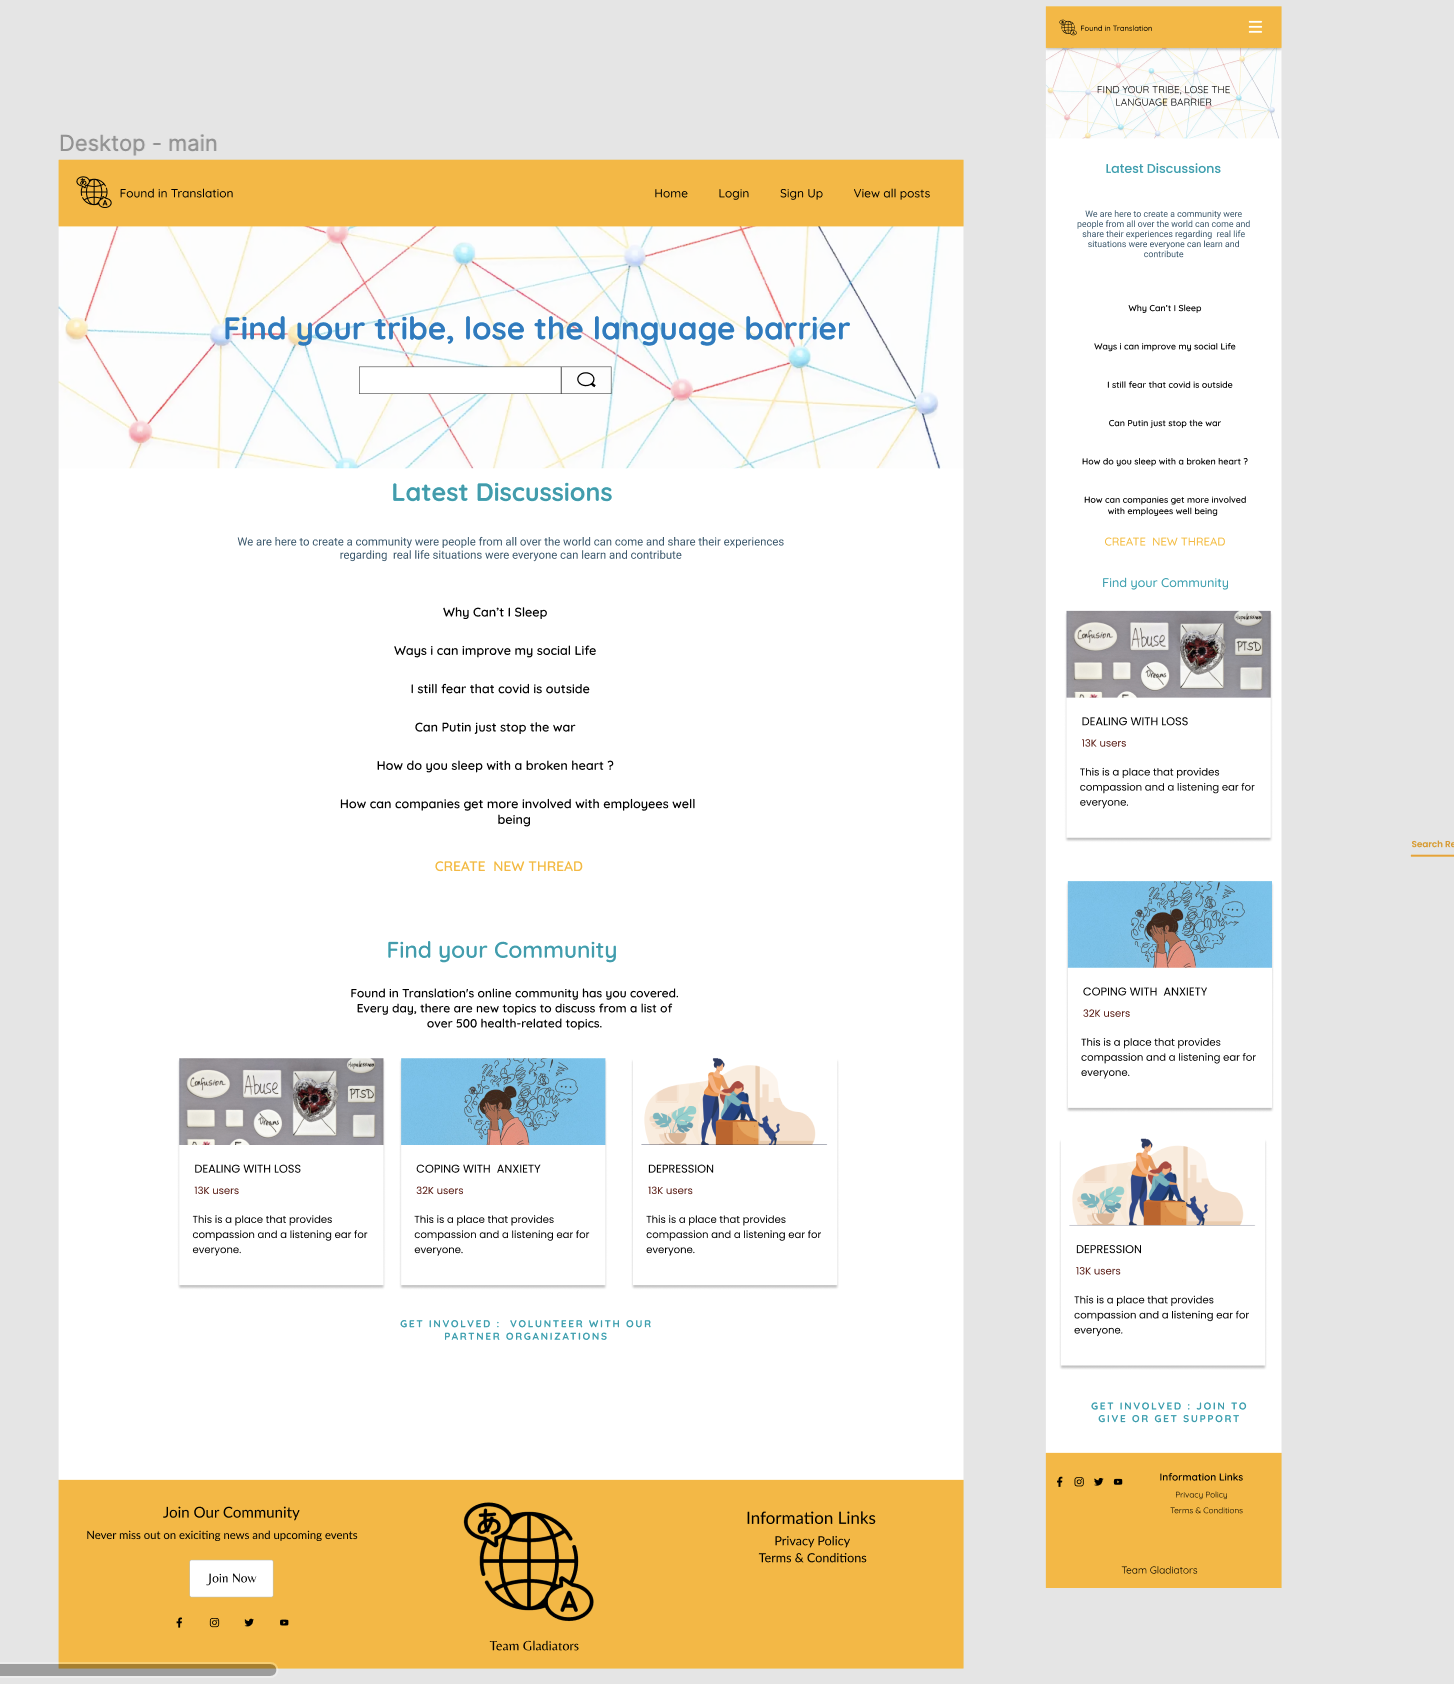 Desktop - main
Found in Translation
Home Login Sign Up View all posts
Find your tribe, lose the language barrier
Latest Discussions
We are here to create a community were people from all over the world can come and share their experiences
regarding  real life situations were everyone can learn and contribute
Why Can't I Sleep
Ways i can improve my social Life
I still fear that covid is outside
Can Putin just stop the war
How do you sleep with a broken heart ?
How can companies get more involved with employees well
being
CREATE  NEW THREAD
Find your Community
Found in Translation's online community has you covered.
Every day, there are new topics to discuss from a list of
over 500 health-related topics.
Confusion
Abuse
PTSD
Dreams
DEALING WITH LOSS
13K users
This is a place that provides
compassion and a listening ear for
everyone.
COPING WITH  ANXIETY
32K users
This is a place that provides
compassion and a listening ear for
everyone.
DEPRESSION
13K users
This is a place that provides
compassion and a listening ear for
everyone.
GET INVOLVED :  VOLUNTEER WITH OUR
PARTNER ORGANIZATIONS
Join Our Community
Never miss out on exiciting news and upcoming events
Join Now
あ
A
Team Gladiators
Information Links
Privacy Policy
Terms & Conditions
Found in Translation
FIND YOUR TRIBE, LOSE THE
LANGUAGE BARRIER
Latest Discussions
We are here to create a community were
people from all over the world can come and
share their experiences regarding  real life
situations were everyone can learn and
contribute
Why Can't I Sleep
Ways i can improve my social Life
I still fear that covid is outside
Can Putin just stop the war
How do you sleep with a broken heart ?
How can companies get more involved
with employees well being
CREATE  NEW THREAD
Find your Community
Confusion
Abuse
PTSD
Dreams
DEALING WITH LOSS
13K users
This is a place that provides
compassion and a listening ear for
everyone.
COPING WITH  ANXIETY
32K users
This is a place that provides
compassion and a listening ear for
everyone.
DEPRESSION
13K users
This is a place that provides
compassion and a listening ear for
everyone.
GET INVOLVED : JOIN TO
GIVE OR GET SUPPORT
Information Links
Privacy Policy
Terms & Conditions
Team Gladiators
Search Re